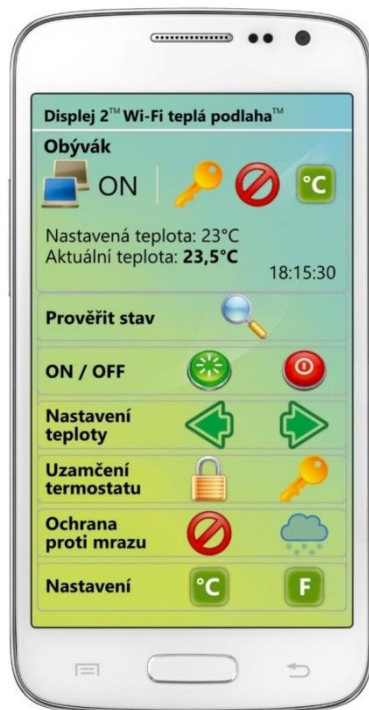 Displej 2™ Wi-Fi teplá podlaha™
Obývák
ON
°C
Nastavená teplota: 23°C
Aktuální teplota: 23,5°C
18:15:30
Prověřit stav
ON / OFF
Nastavení
teploty
Uzamčení
termostatu
Ochrana
proti mrazu
Nastavení °C F